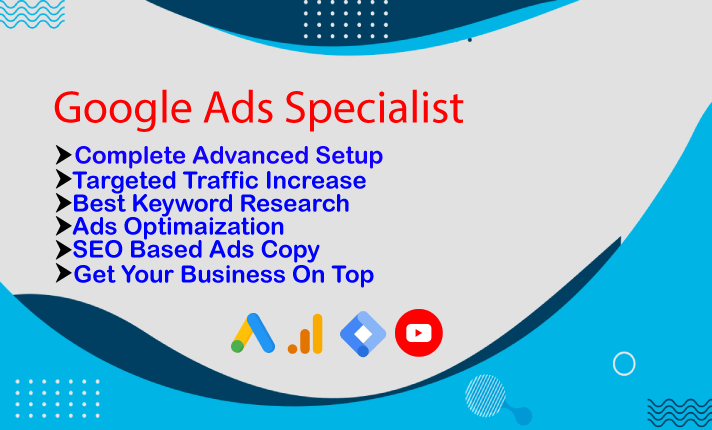 Google Ads Specialist
Complete Advanced Setup
Targeted Traffic Increase
Best Keyword Research
Ads Optimaization
SEO Based Ads Copy
Get Your Business On Top